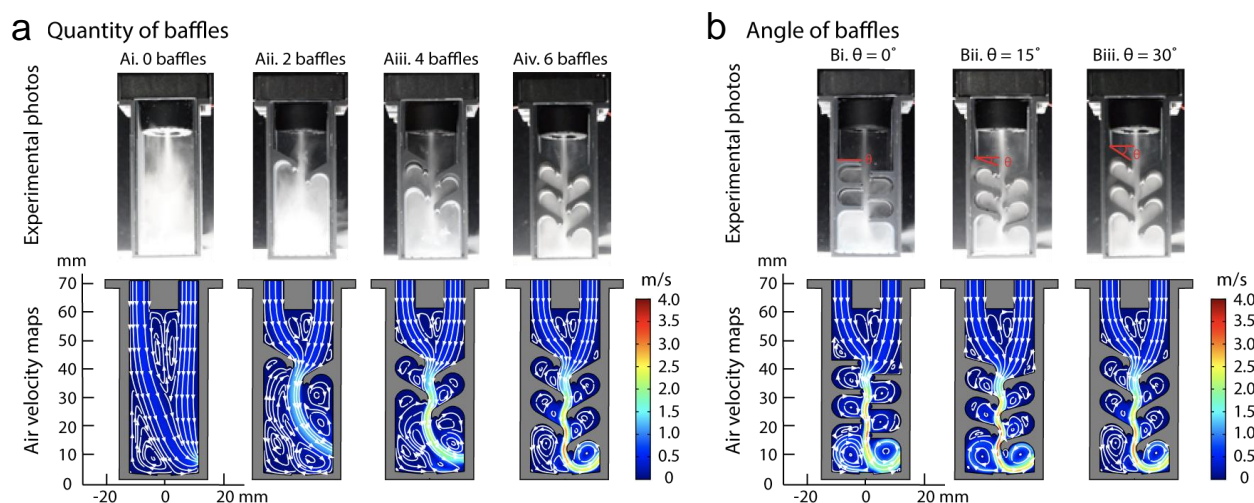 a Quantity of baffles
Ai. 0 baffles Aii. 2 baffles Aiii. 4 baffles Aiv. 6 baffles
Experimental photos
Air velocity maps
mm
70
60
50
40
30
20
10
0
-20 0 20 mm
m/s
4.0
3.5
3.0
2.5
2.0
1.5
1.0
0.5
0
b Angle of baffles
Bi. θ = 0° Bii. θ = 15° Biii. θ = 30°
Experimental photos
θ θ θ
Air velocity maps
mm
70
60
50
40
30
20
10
0
-20 0 20 mm
m/s
4.0
3.5
3.0
2.5
2.0
1.5
1.0
0.5
0